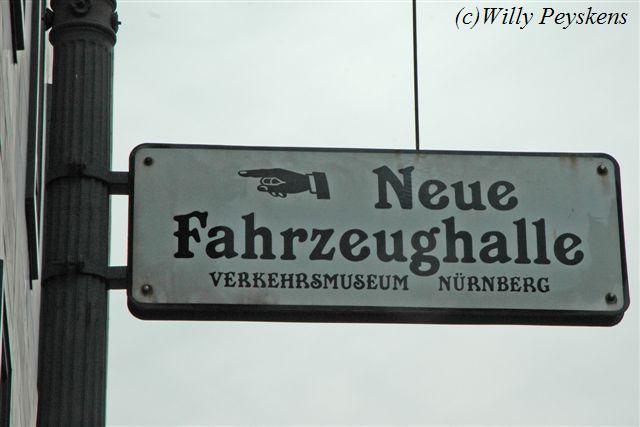 (c)Willy Peyskens
Neue
Fahrzeughalle
VERKEHRSMUSEUM NÜRNBERG